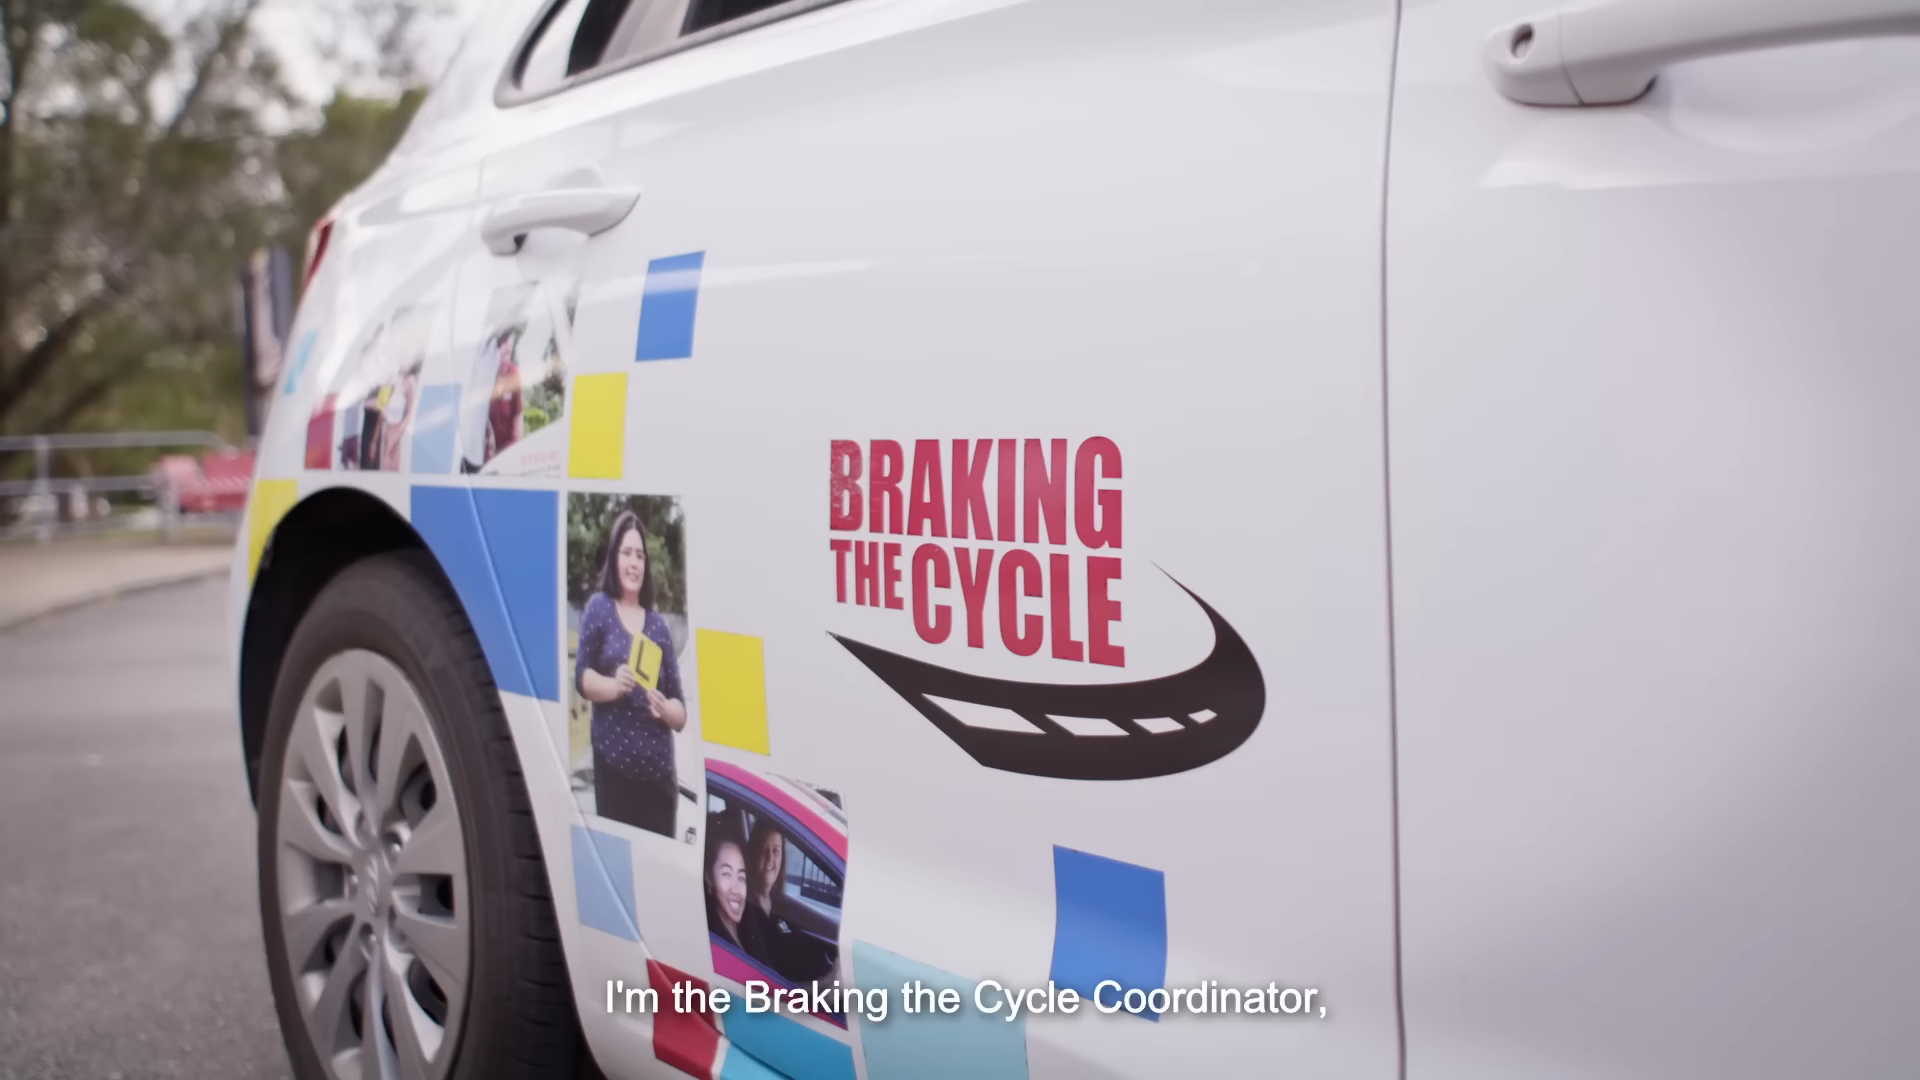 BRAKING
THE CYCLE
L
I'm the Braking the Cycle Coordinator,